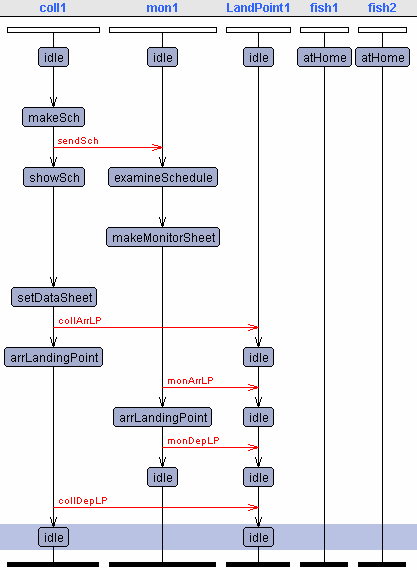 coll1 mon1 LandPoint1 fish1 fish2
idle idle idle atHome atHome
makeSch
sendSch
showSch examineSchedule
makeMonitorSheet
setDataSheet
collArrLP
arrLandingPoint idle
monArrLP
arrLandingPoint idle
monDepLP
idle idle
collDepLP
idle idle